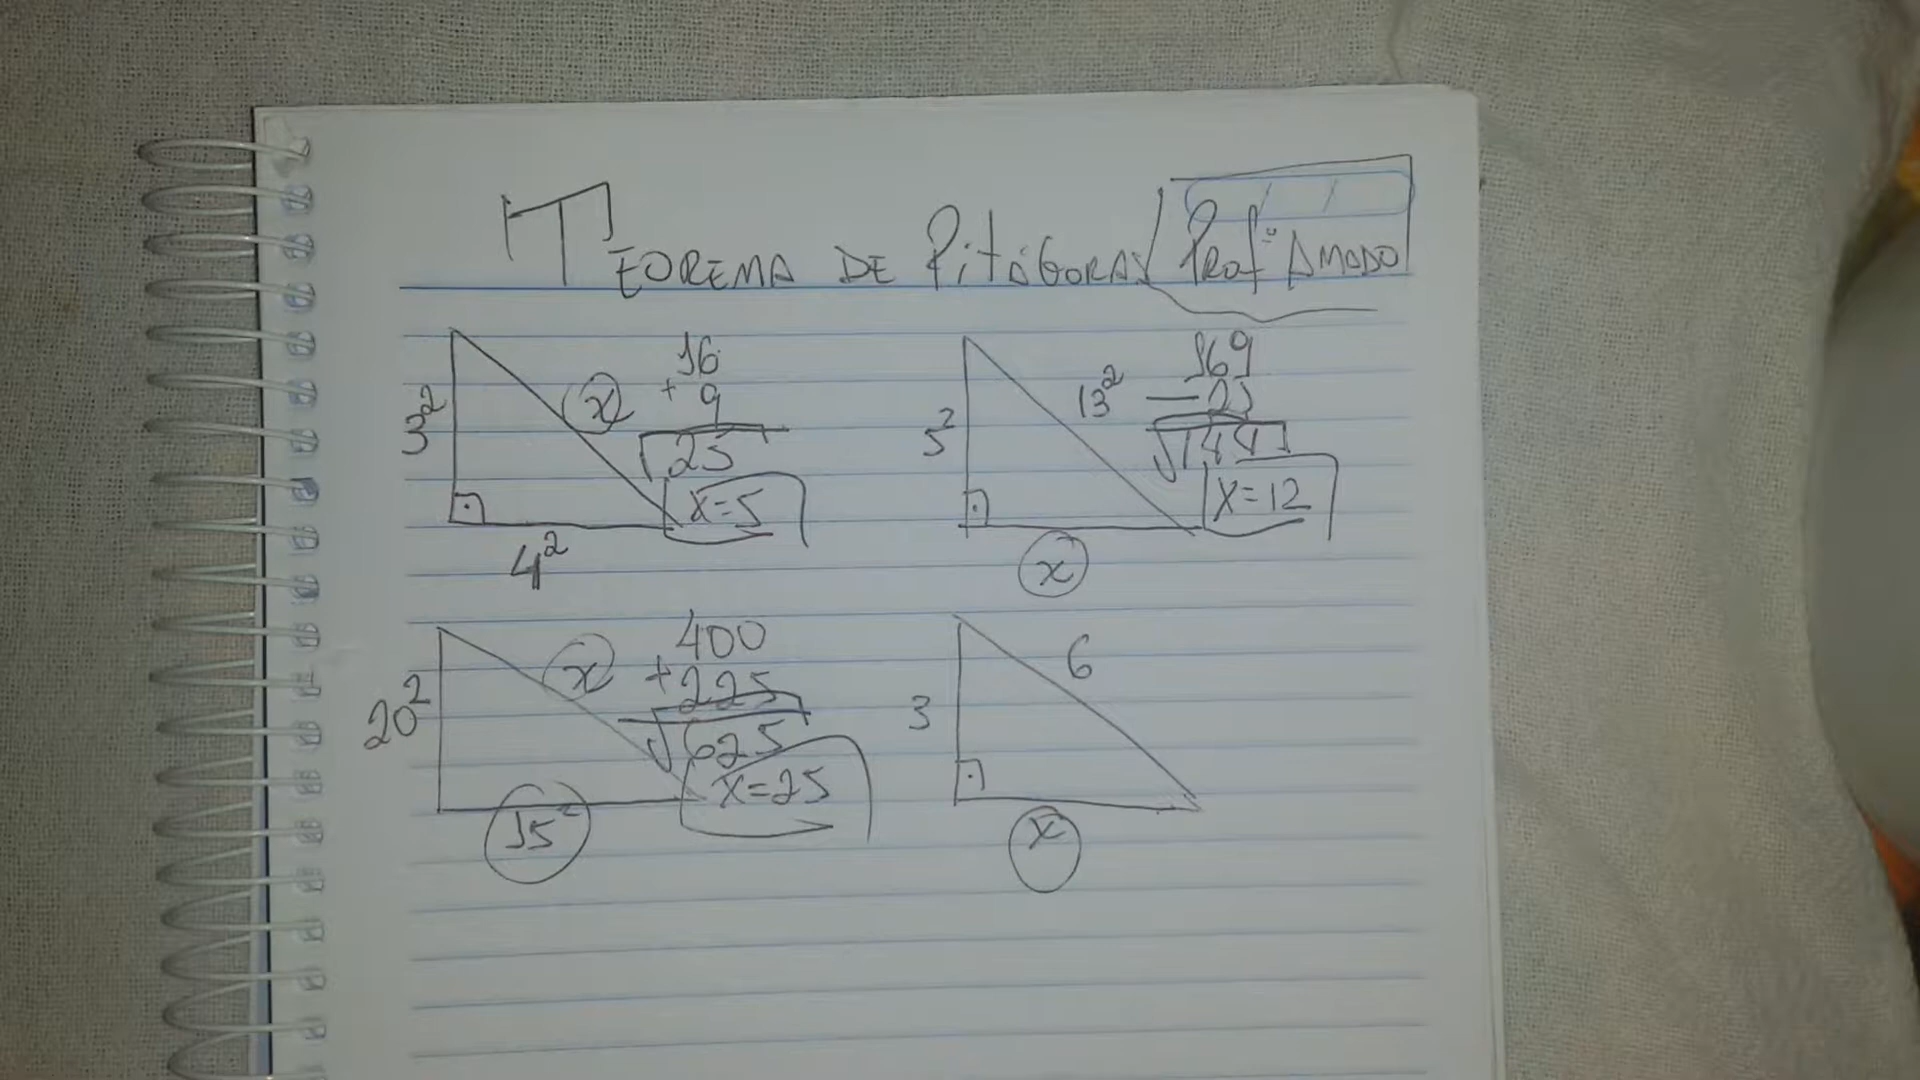 TEOREMA DE PITÁGORAS Profº AMADO
3² x 16
+ 9
√25
x=5
4²
5² 13² 169
— 25
√144
x=12
x
20² x 400
+ 225
√625
x=25
15²
3 6
x